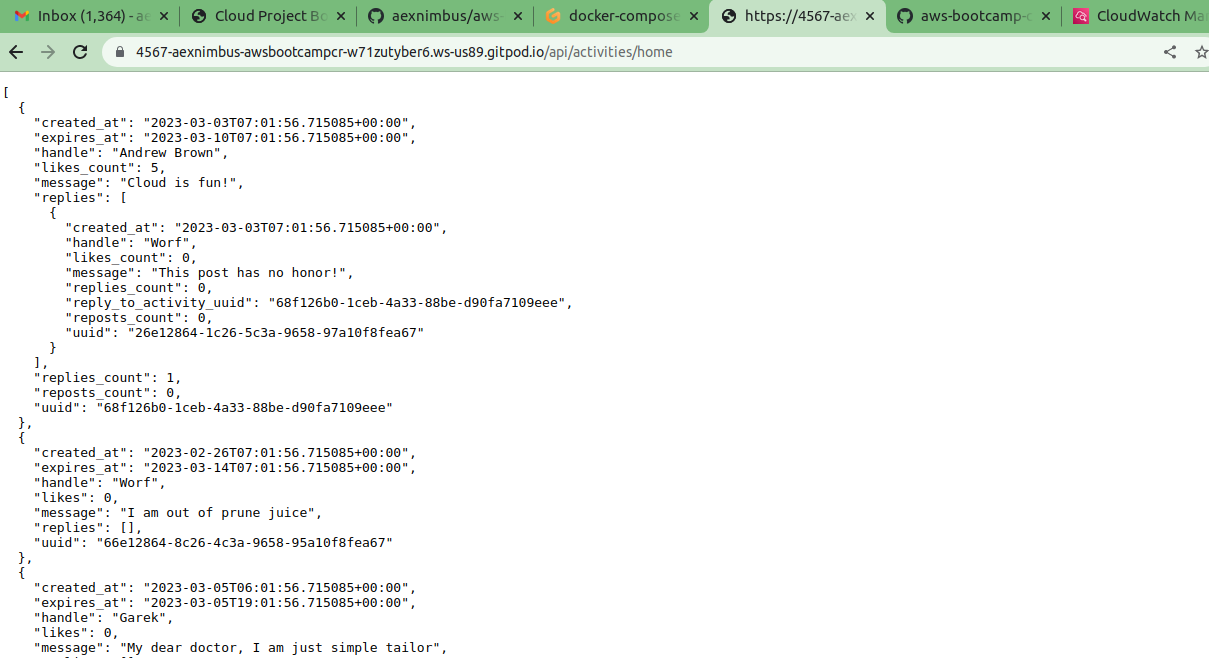 Inbox (1,364) - ae
Cloud Project Bo
aexnimbus/aws-
docker-compose
https://4567-aex
aws-bootcamp-c
CloudWatch Ma
4567-aexnimbus-awsbootcampcr-w71zutyber6.ws-us89.gitpod.io/api/activities/home
[
  {
    "created_at": "2023-03-03T07:01:56.715085+00:00",
    "expires_at": "2023-03-10T07:01:56.715085+00:00",
    "handle": "Andrew Brown",
    "likes_count": 5,
    "message": "Cloud is fun!",
    "replies": [
      {
        "created_at": "2023-03-03T07:01:56.715085+00:00",
        "handle": "Worf",
        "likes_count": 0,
        "message": "This post has no honor!",
        "replies_count": 0,
        "reply_to_activity_uuid": "68f126b0-1ceb-4a33-88be-d90fa7109eee",
        "reposts_count": 0,
        "uuid": "26e12864-1c26-5c3a-9658-97a10f8fea67"
      }
    ],
    "replies_count": 1,
    "reposts_count": 0,
    "uuid": "68f126b0-1ceb-4a33-88be-d90fa7109eee"
  },
  {
    "created_at": "2023-02-26T07:01:56.715085+00:00",
    "expires_at": "2023-03-14T07:01:56.715085+00:00",
    "handle": "Worf",
    "likes": 0,
    "message": "I am out of prune juice",
    "replies": [],
    "uuid": "66e12864-8c26-4c3a-9658-95a10f8fea67"
  },
  {
    "created_at": "2023-03-05T06:01:56.715085+00:00",
    "expires_at": "2023-03-05T19:01:56.715085+00:00",
    "handle": "Garek",
    "likes": 0,
    "message": "My dear doctor, I am just simple tailor",